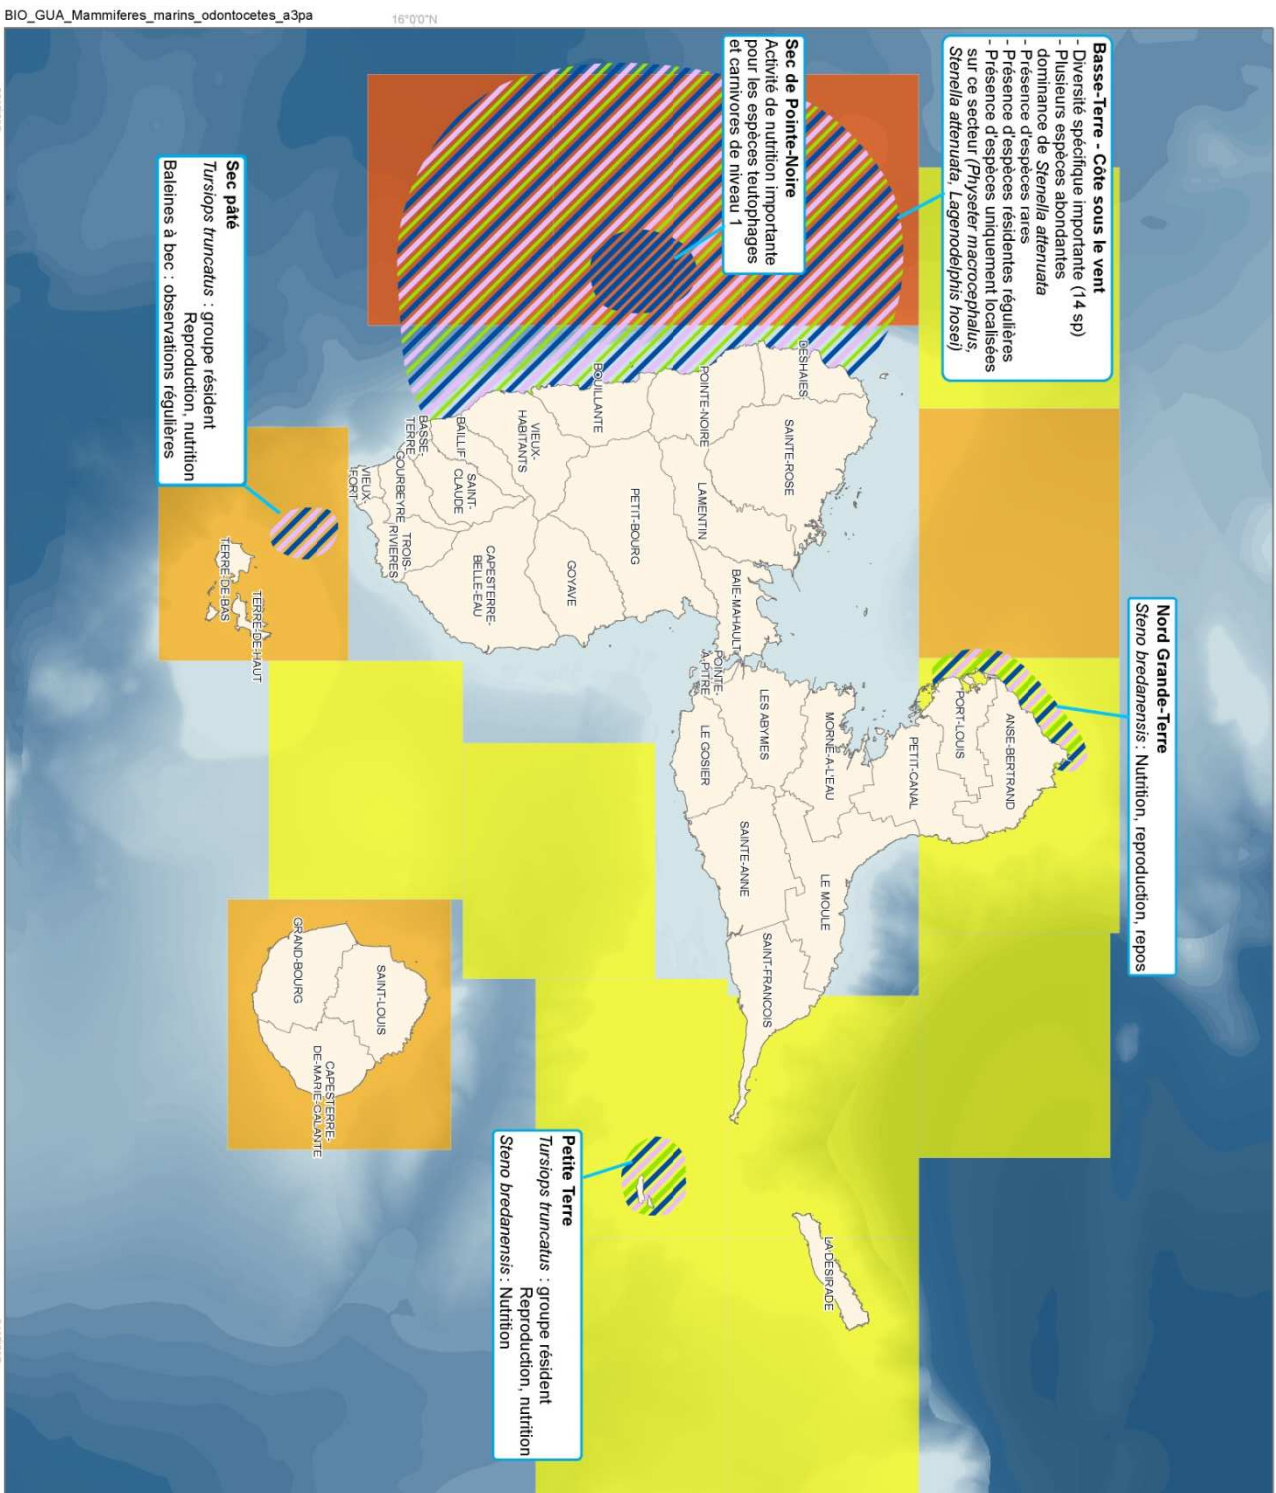 BIO_GUA_Mammiferes_marins_odontocetes_a3pa
16°0'0"N
Basse-Terre - Côte sous le vent
- Diversité spécifique importante (14 sp)
- Plusieurs espèces abondantes
dominance de Stenella attenuata
- Présence d'espèces rares
- Présence d'espèces résidentes régulières
- Présence d'espèces uniquement localisées
sur ce secteur (Physeter macrocephalus,
Stenella attenuata, Lagenodelphis hosei)
Sec de Pointe-Noire
Activité de nutrition importante
pour les espèces teutophages
et carnivores de niveau 1
Sec pâté
Tursiops truncatus : groupe résident
Reproduction, nutrition
Baleines à bec : observations régulières
Nord Grande-Terre
Steno bredanensis : Nutrition, reproduction, repos
Petite Terre
Tursiops truncatus : groupe résident
Reproduction, nutrition
Steno bredanensis : Nutrition
DESHAIES
SAINTE-ROSE
POINTE-NOIRE
LAMENTIN
BOUILLANTE
PETIT-BOURG
BAIE-MAHAULT
VIEUX-
HABITANTS
GOYAVE
BAILLIF
SAINT-
CLAUDE
CAPESTERRE-
BELLE-EAU
BASSE-
TERRE
GOURBEYRE
TROIS-
RIVIERES
VIEUX-
FORT
TERRE-DE-BAS
TERRE-DE-HAUT
POINTE-
A-PITRE
LES ABYMES
LE GOSIER
MORNE-A-L'EAU
PETIT-CANAL
PORT-LOUIS
ANSE-BERTRAND
SAINTE-ANNE
LE MOULE
SAINT-FRANCOIS
LA DESIRADE
GRAND-BOURG
SAINT-LOUIS
CAPESTERRE-
DE-MARIE-GALANTE